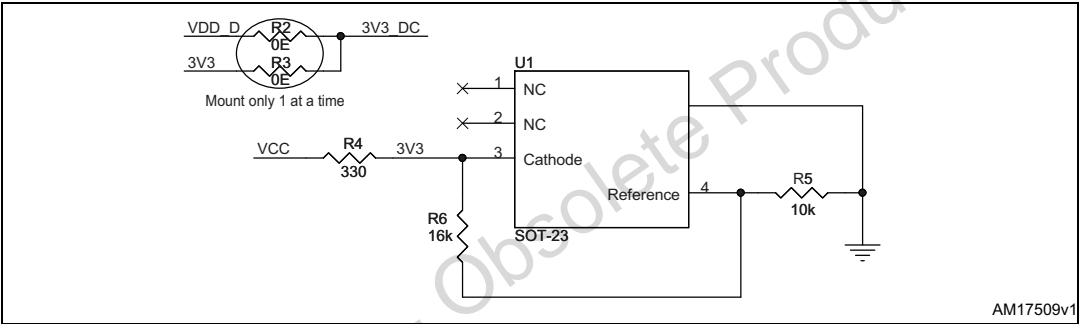 VDD_D R2 3V3_DC
0E
3V3 R3
0E
Mount only 1 at a time
U1
1 NC
2 NC
VCC R4 3V3 3 Cathode
330
Reference 4 R5
10k
R6
16k
SOT-23
Obsolete Produ
AM17509v1